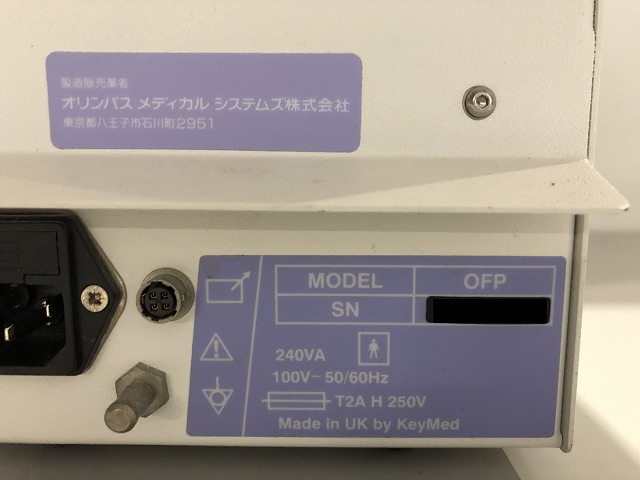 製造販売業者
オリンパス メディカル システムズ株式会社
東京都八王子市石川町2951
MODEL OFP
SN
240VA
100V~50/60Hz
T2A H 250V
Made in UK by KeyMed